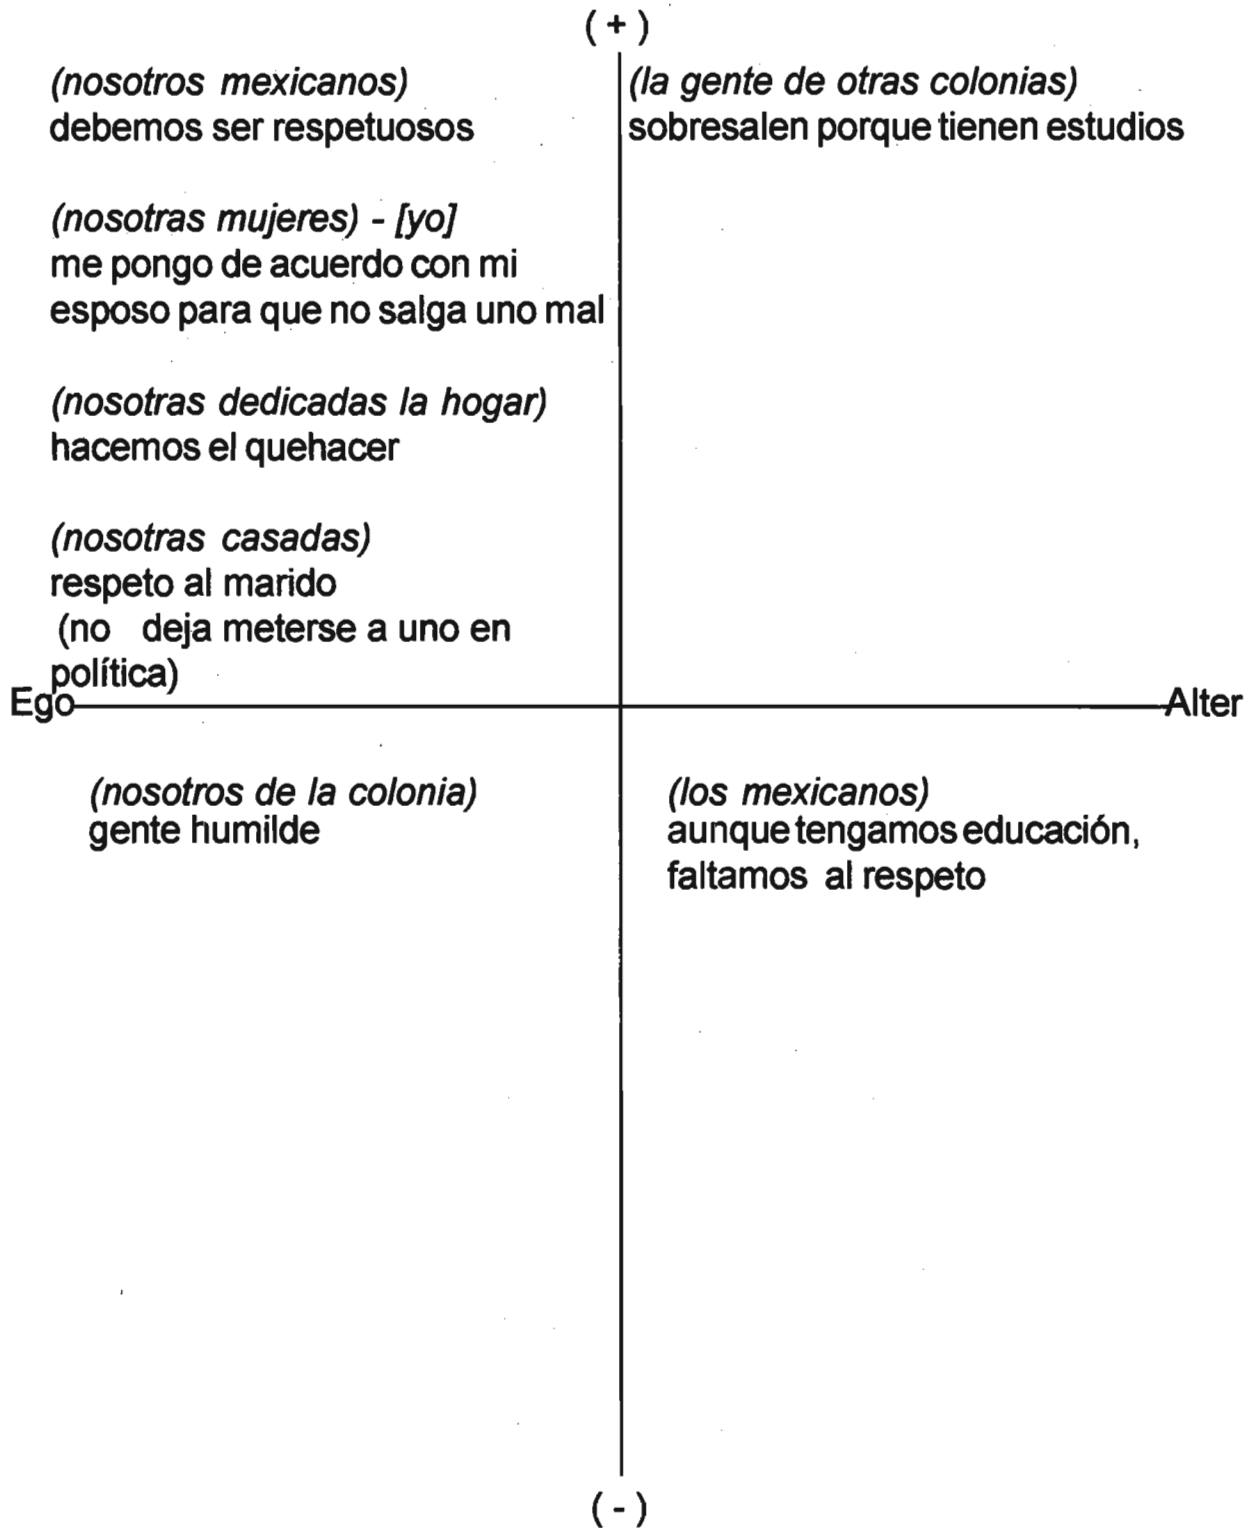 ( + )
(nosotros mexicanos)
debemos ser respetuosos
(nosotras mujeres) - [yo]
me pongo de acuerdo con mi
esposo para que no salga uno mal
(nosotras dedicadas la hogar)
hacemos el quehacer
(nosotras casadas)
respeto al marido
(no deja meterse a uno en
política)
(la gente de otras colonias)
sobresalen porque tienen estudios
Ego
Alter
(nosotros de la colonia)
gente humilde
(los mexicanos)
aunque tengamos educación,
faltamos al respeto
( - )